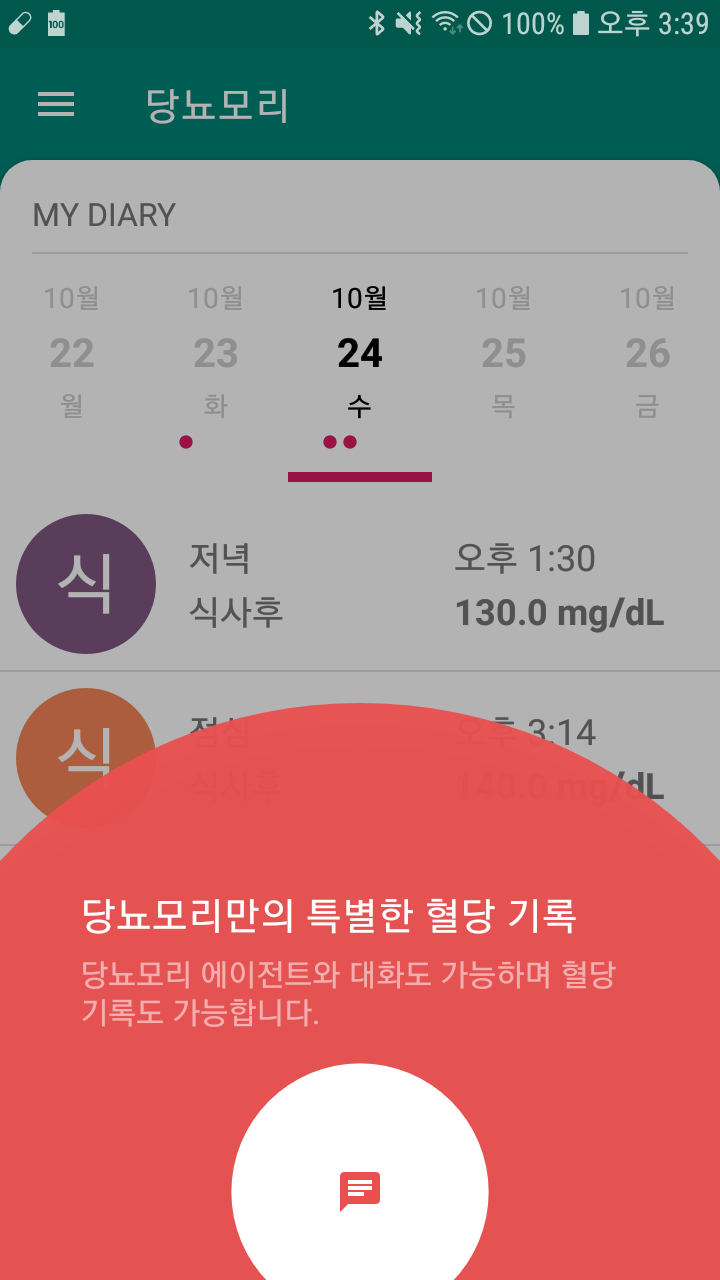 100
100% 오후 3:39
당뇨모리
MY DIARY
10월 10월 10월 10월 10월
22 23 24 25 26
월 화 수 목 금
식
저녁 오후 1:30
식사후 130.0 mg/dL
식
점심 오후 3:14
식사후 140.0 mg/dL
당뇨모리만의 특별한 혈당 기록
당뇨모리 에이전트와 대화도 가능하며 혈당
기록도 가능합니다.